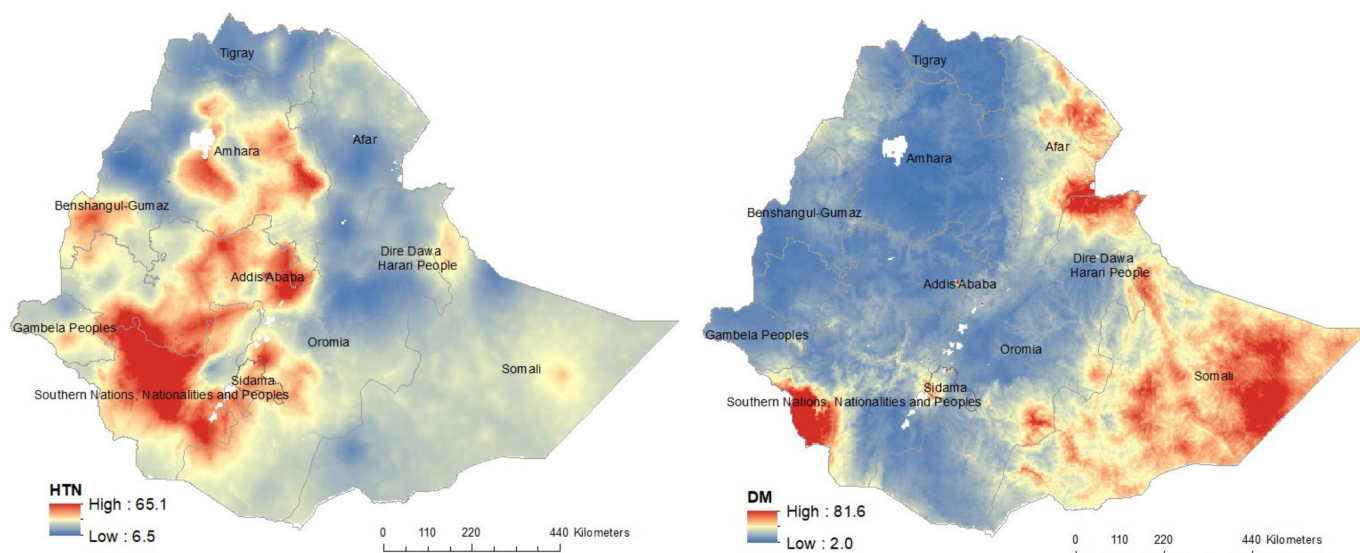 Tigray
Amhara
Afar
Benshangul-Gumaz
Dire Dawa
Harari People
Addis Ababa
Gambela Peoples
Oromia
Somali
Sidama
Southern Nations, Nationalities and Peoples
HTN
High : 65.1
Low : 6.5
0 110 220 440 Kilometers
Tigray
Afar
Amhara
Benshangul-Gumaz
Dire Dawa
Harari People
Addis Ababa
Gambela Peoples
Oromia
Somali
Sidama
Southern Nations, Nationalities and Peoples
DM
High : 81.6
Low : 2.0
0 110 220 440 Kilometers